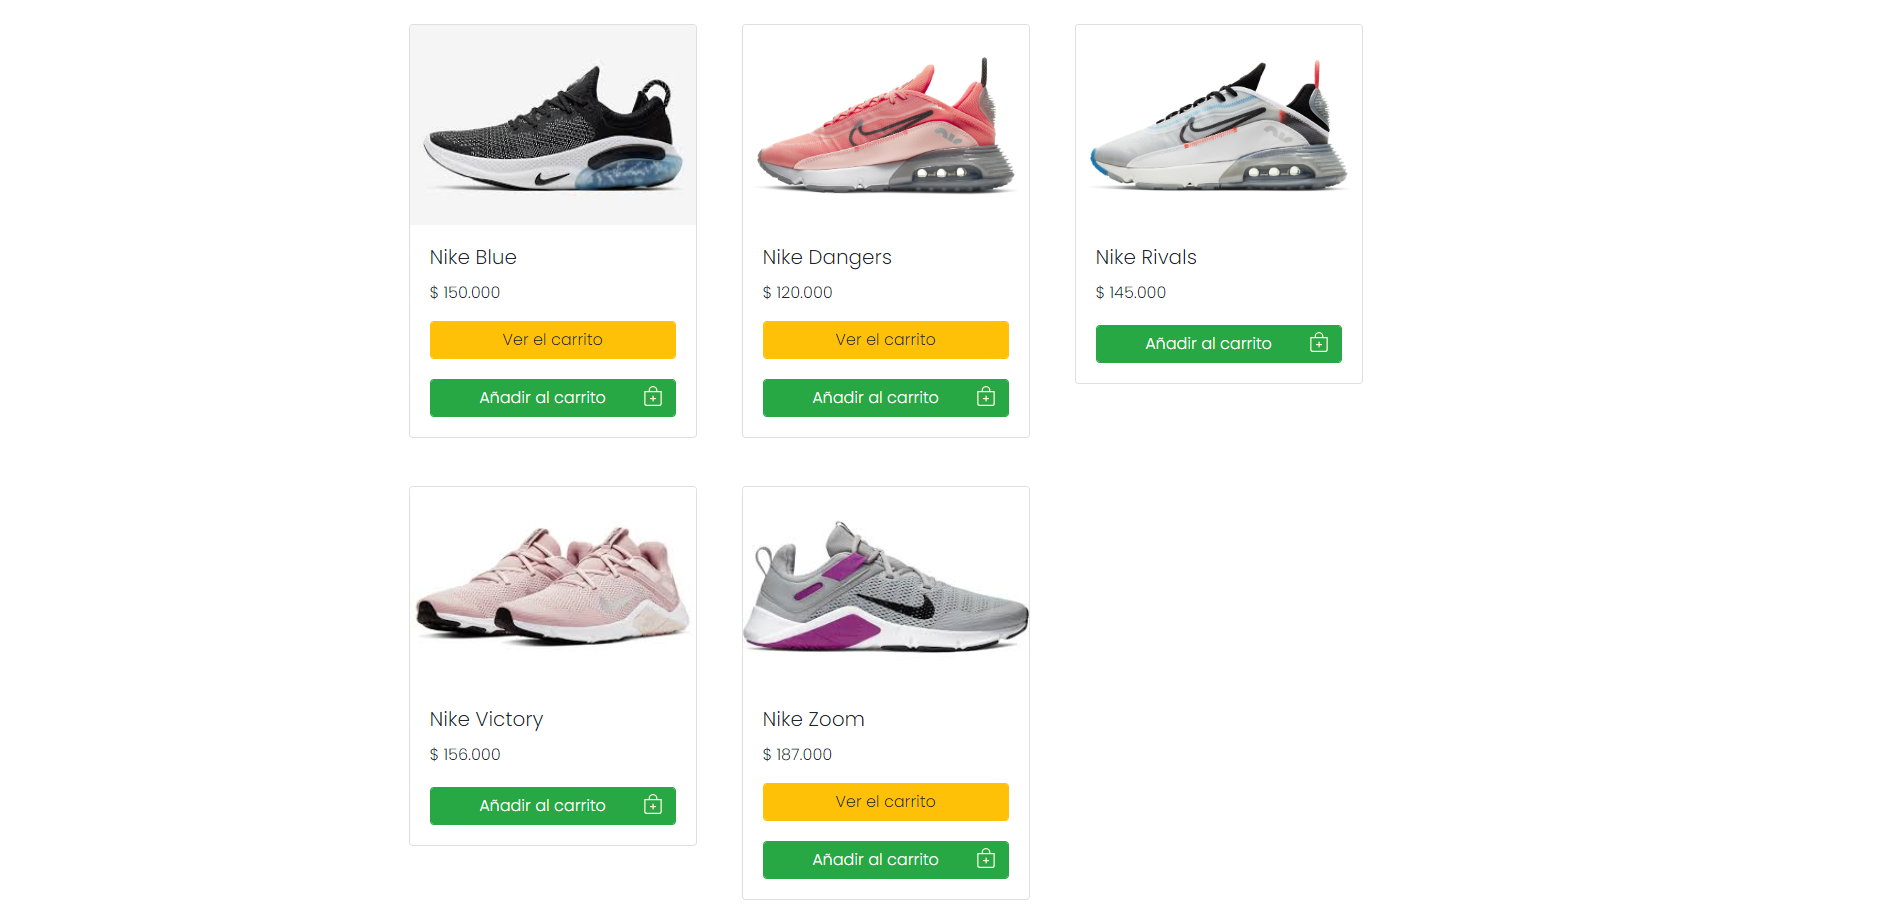 Nike Blue
$ 150.000
Ver el carrito
Añadir al carrito
Nike Dangers
$ 120.000
Ver el carrito
Añadir al carrito
Nike Rivals
$ 145.000
Añadir al carrito
Nike Victory
$ 156.000
Añadir al carrito
Nike Zoom
$ 187.000
Ver el carrito
Añadir al carrito